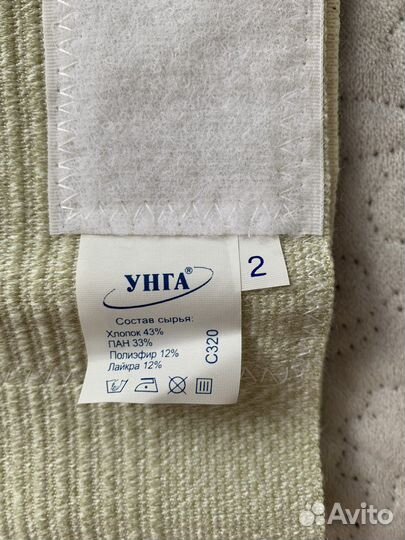 УНГА®
2
Состав сырья:
Хлопок 43%
ПАН 33%
Полиэфир 12%
Лайкра 12%
С320
Avito